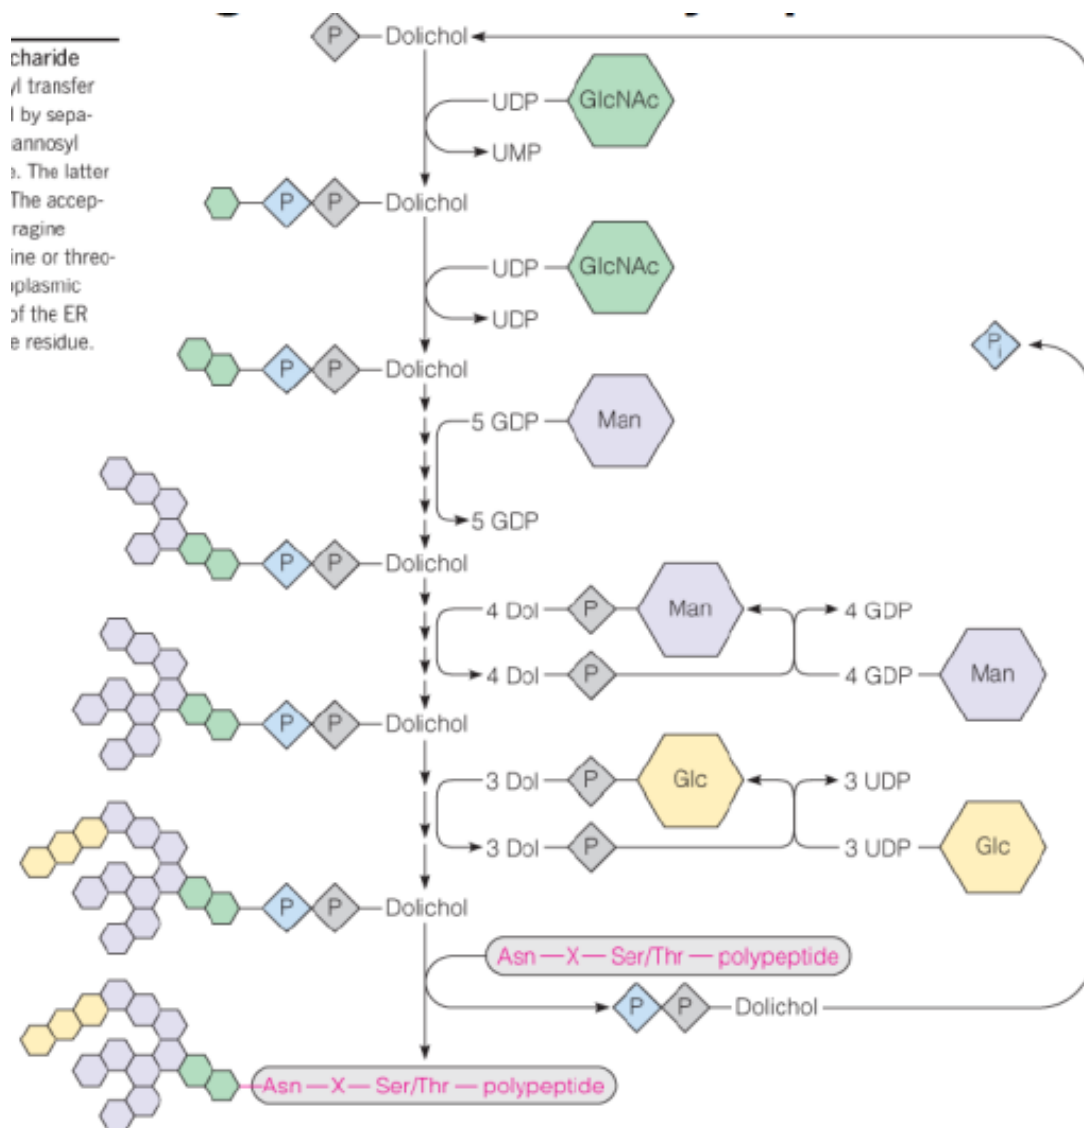 P Dolichol
charide
yl transfer
l by sepa-
annosyl
e. The latter
The accep-
ragine
ine or threo-
oplasmic
of the ER
e residue.
UDP GlcNAc
UMP
P P Dolichol
UDP GlcNAc
UDP
P P Dolichol
Pi
5 GDP Man
5 GDP
P P Dolichol
4 Dol P Man 4 GDP
4 Dol P 4 GDP Man
P P Dolichol
3 Dol P Glc 3 UDP
3 Dol P 3 UDP Glc
P P Dolichol
Asn — X — Ser/Thr — polypeptide
P P Dolichol
Asn — X — Ser/Thr — polypeptide